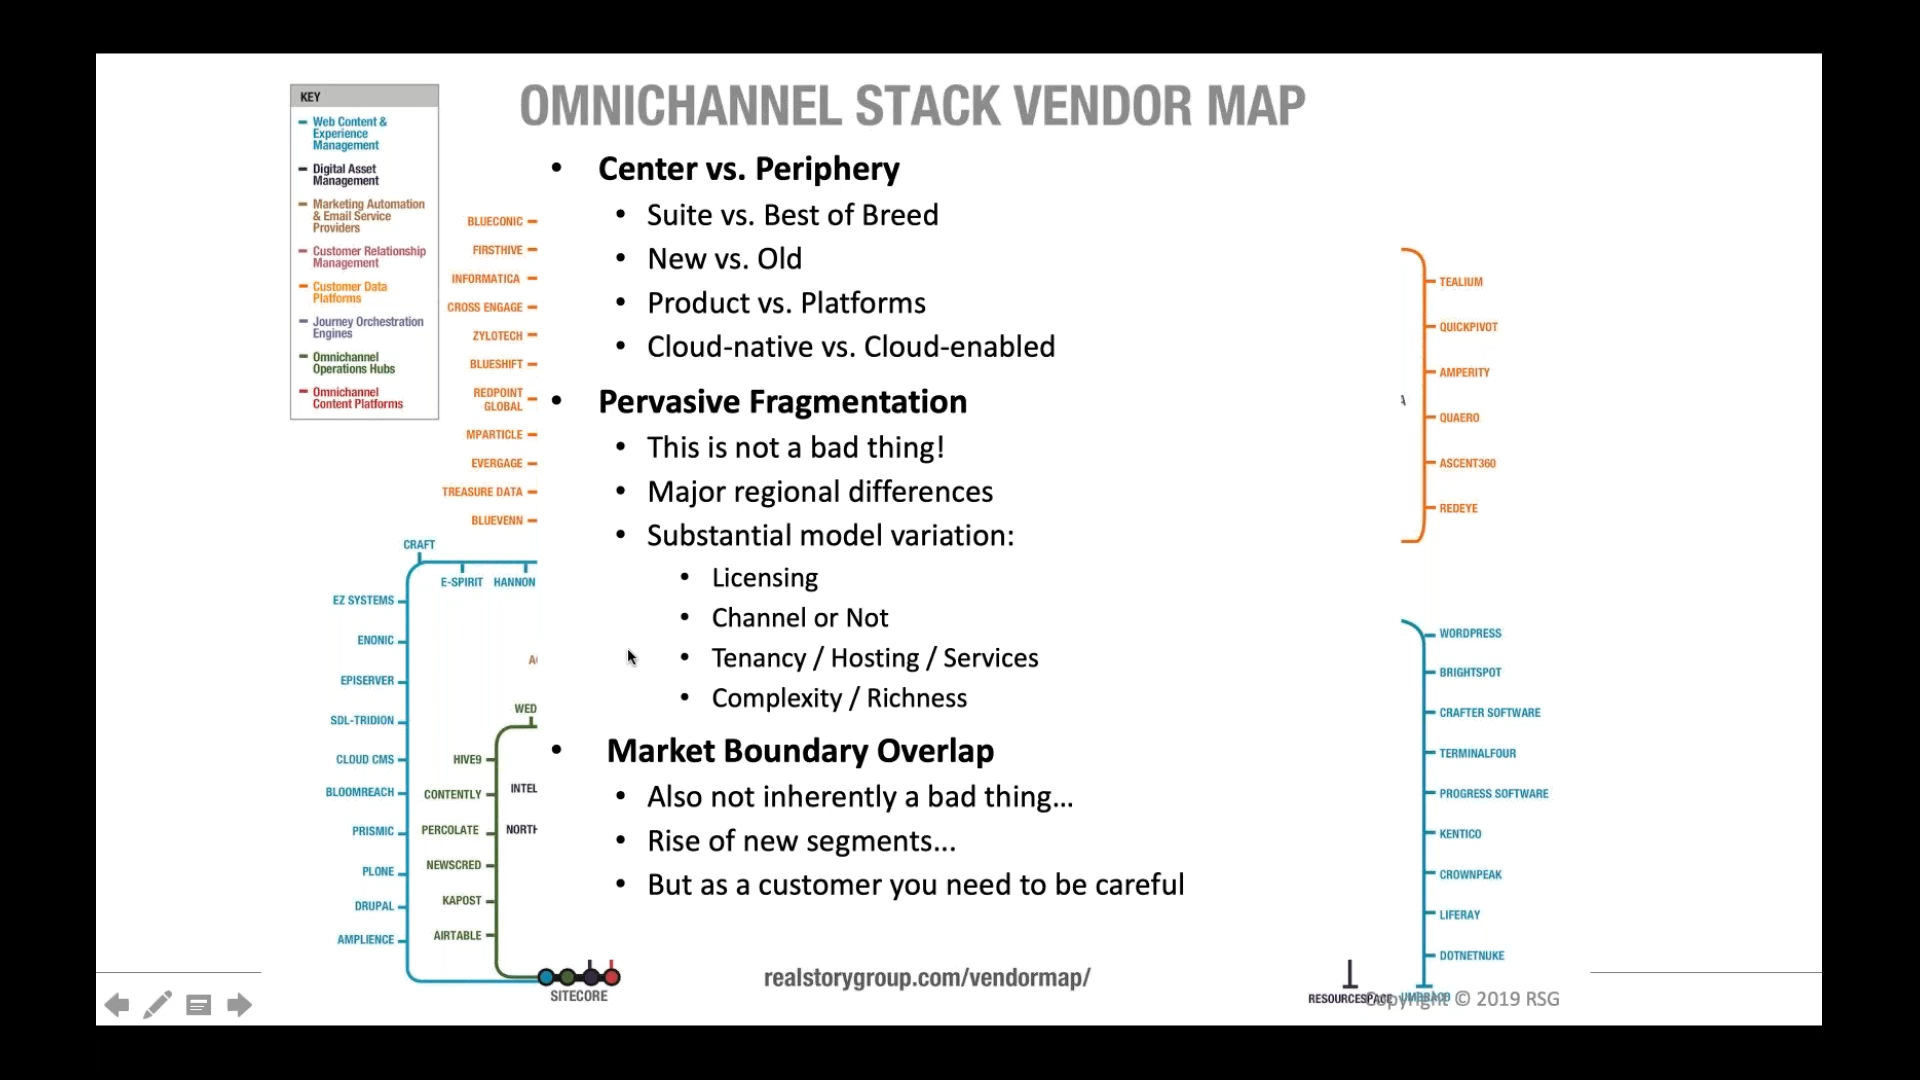 OMNICHANNEL STACK VENDOR MAP
KEY
Web Content &
Experience
Management
Digital Asset
Management
Marketing Automation
& Email Service
Providers
Customer Relationship
Management
Customer Data
Platforms
Journey Orchestration
Engines
Omnichannel
Operations Hubs
Omnichannel
Content Platforms
BLUECONIC
FIRSTHIVE
INFORMATICA
CROSS ENGAGE
ZYLOTECH
BLUESHIFT
REDPOINT
GLOBAL
MPARTICLE
EVERGAGE
TREASURE DATA
BLUEVENN
CRAFT
E-SPIRIT HANNON
EZ SYSTEMS
ENONIC
EPISERVER
SDL-TRIDION
CLOUD CMS
BLOOMREACH
PRISMIC
PLONE
DRUPAL
AMPLIENCE
WED
HIVE9
CONTENTLY
PERCOLATE
NEWSCRED
KAPOST
AIRTABLE
INTEL
NORTH
SITECORE
• Center vs. Periphery
• Suite vs. Best of Breed
• New vs. Old
• Product vs. Platforms
• Cloud-native vs. Cloud-enabled
• Pervasive Fragmentation
• This is not a bad thing!
• Major regional differences
• Substantial model variation:
• Licensing
• Channel or Not
• Tenancy / Hosting / Services
• Complexity / Richness
• Market Boundary Overlap
• Also not inherently a bad thing...
• Rise of new segments...
• But as a customer you need to be careful
realstorygroup.com/vendormap/
TEALIUM
QUICKPIVOT
AMPERITY
QUAERO
ASCENT360
REDEYE
WORDPRESS
BRIGHTSPOT
CRAFTER SOFTWARE
TERMINALFOUR
PROGRESS SOFTWARE
KENTICO
CROWNPEAK
LIFERAY
DOTNETNUKE
RESOURCESPACE UMBRACO
Copyright © 2019 RSG